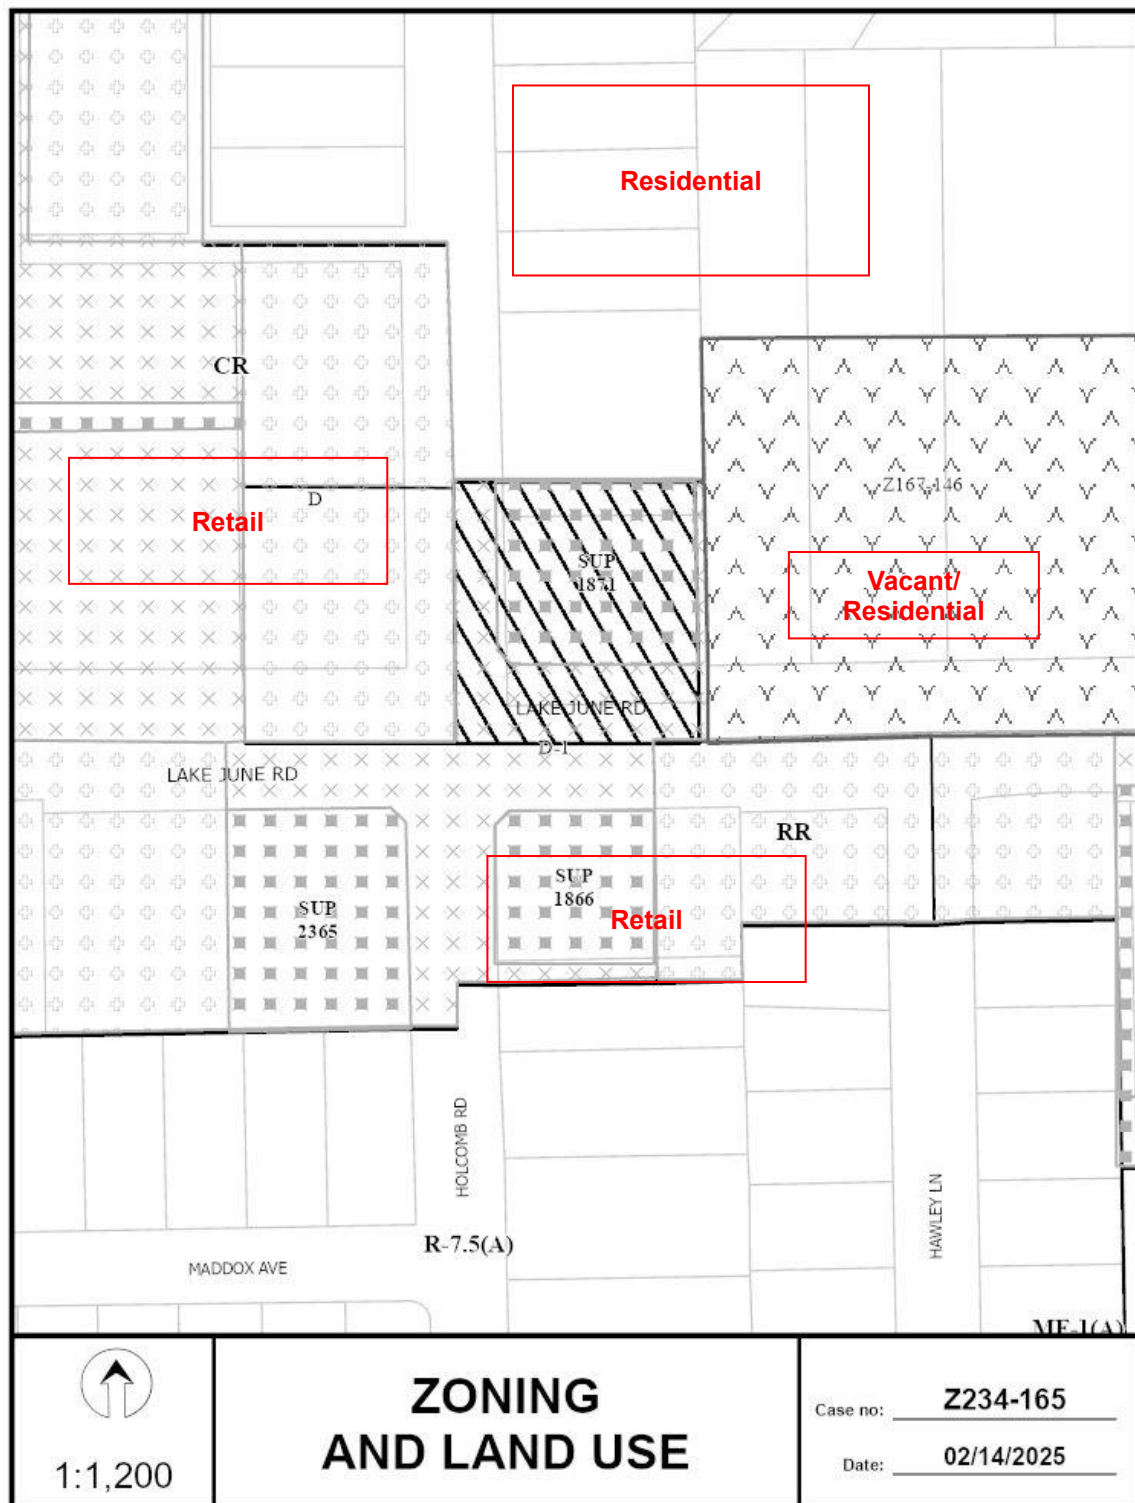 Residential
CR
Z167-146
D
Retail
SUP
1871
Vacant/
Residential
LAKE JUNE RD
D-1
LAKE JUNE RD
RR
SUP
1866
Retail
SUP
2365
HOLCOMB RD
HAWLEY LN
R-7.5(A)
MADDOX AVE
MF-1(A)
1:1,200
ZONING
AND LAND USE
Case no: Z234-165
Date: 02/14/2025